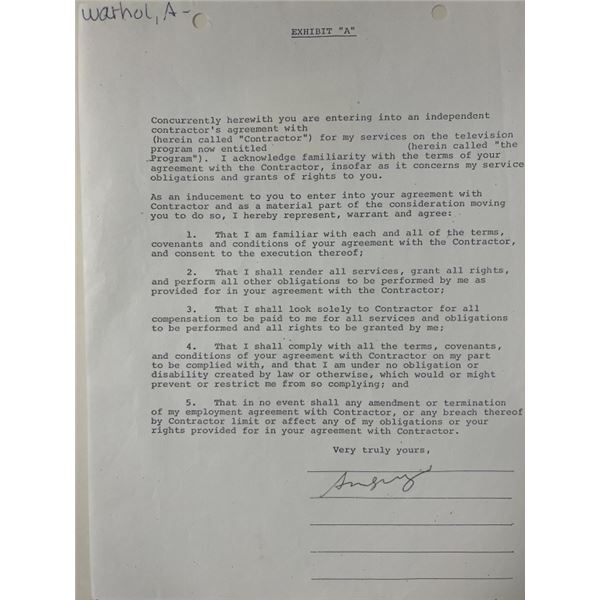 Warhol, A-
EXHIBIT "A"
Concurrently herewith you are entering into an independent
contractor's agreement with
(herein called "Contractor") for my services on the television
program now entitled (herein called "the
Program"). I acknowledge familiarity with the terms of your
agreement with the Contractor, insofar as it concerns my service
obligations and grants of rights to you.
As an inducement to you to enter into your agreement with
Contractor and as a material part of the consideration moving
you to do so, I hereby represent, warrant and agree:
1. That I am familiar with each and all of the terms,
covenants and conditions of your agreement with the Contractor,
and consent to the execution thereof;
2. That I shall render all services, grant all rights,
and perform all other obligations to be performed by me as
provided for in your agreement with the Contractor;
3. That I shall look solely to Contractor for all
compensation to be paid to me for all services and obligations
to be performed and all rights to be granted by me;
4. That I shall comply with all the terms, covenants,
and conditions of your agreement with Contractor on my part
to be complied with, and that I am under no obligation or
disability created by law or otherwise, which would or might
prevent or restrict me from so complying; and
5. That in no event shall any amendment or termination
of my employment agreement with Contractor, or any breach thereof
by Contractor limit or affect any of my obligations or your
rights provided for in your agreement with Contractor.
Very truly yours,